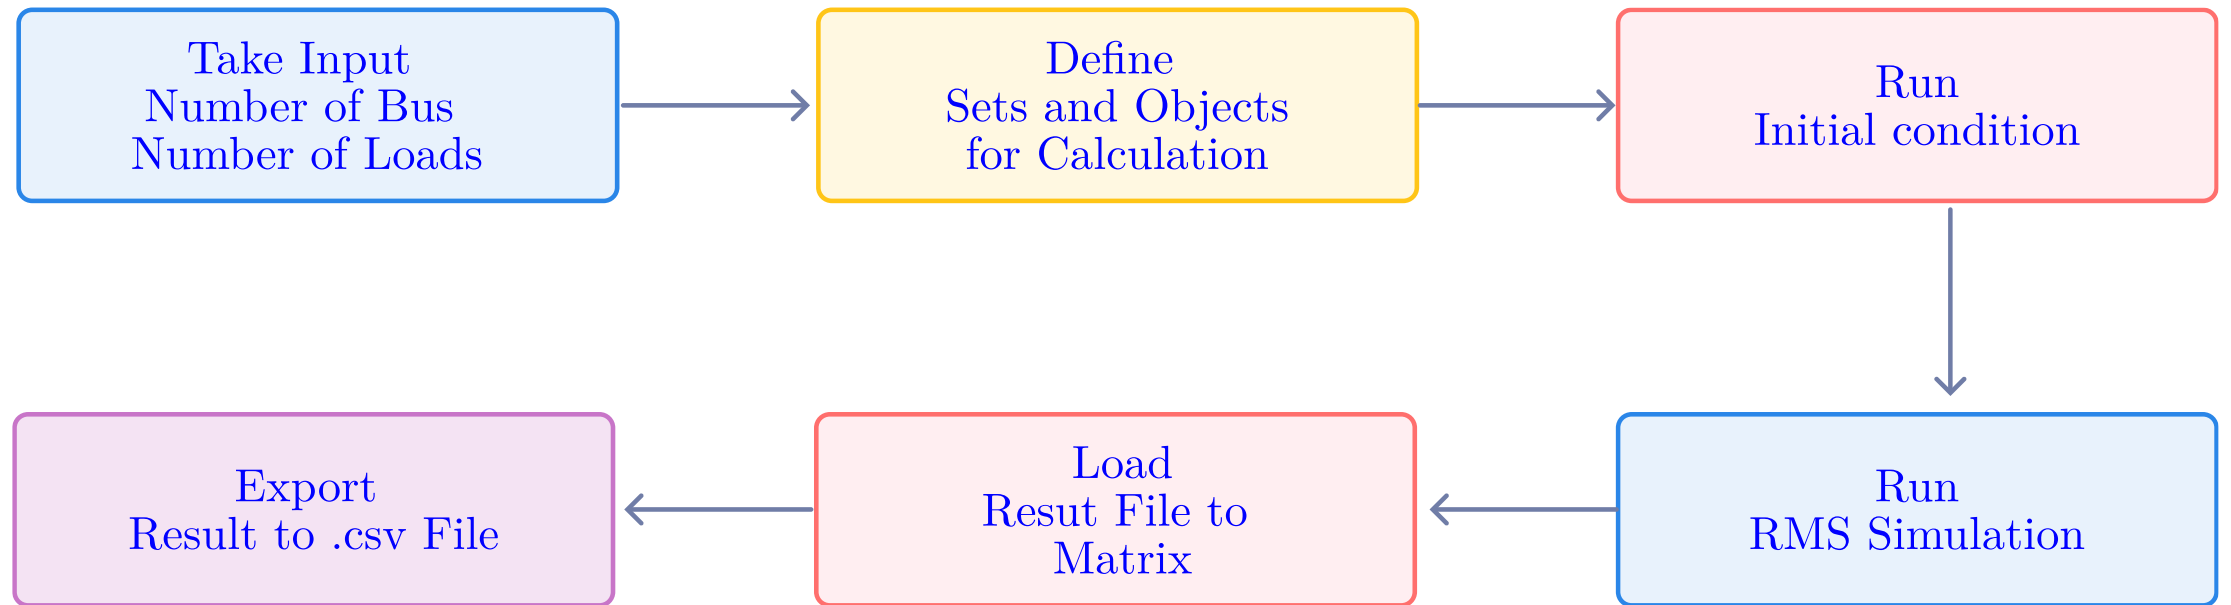 Take Input
Number of Bus
Number of Loads
Define
Sets and Objects
for Calculation
Run
Initial condition
Run
RMS Simulation
Load
Resut File to
Matrix
Export
Result to .csv File